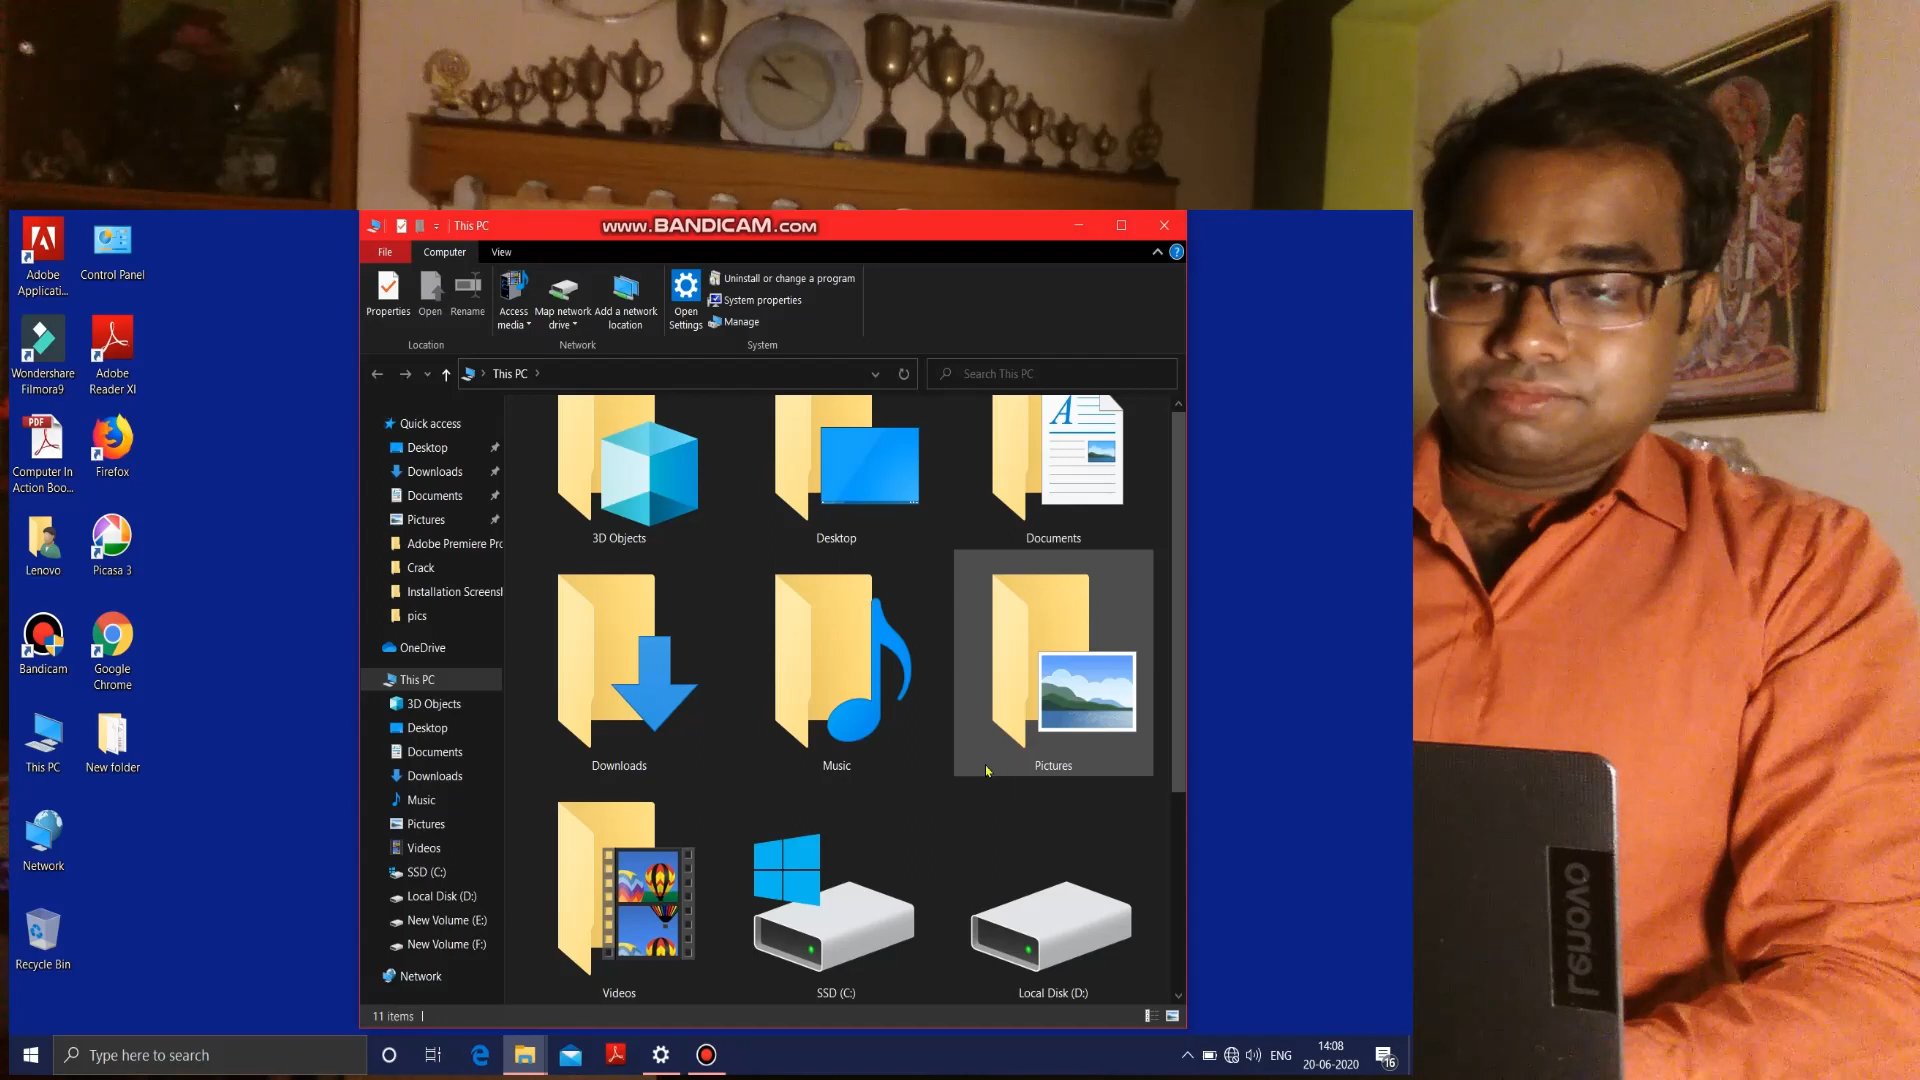 This PC
www.BANDICAM.com
File
Computer
View
Properties
Open
Rename
Access media
Map network drive
Add a network location
Open Settings
Uninstall or change a program
System properties
Manage
Location
Network
System
This PC
Search This PC
Quick access
Desktop
Downloads
Documents
Pictures
Adobe Premiere Pro
Crack
Installation Screensl
pics
OneDrive
This PC
3D Objects
Desktop
Documents
Downloads
Music
Pictures
Videos
SSD (C:)
Local Disk (D:)
New Volume (E:)
New Volume (F:)
Network
3D Objects
Desktop
Documents
Downloads
Music
Pictures
Videos
SSD (C:)
Local Disk (D:)
11 items
Adobe
Applicati...
Control Panel
Wondershare
Filmora9
Adobe
Reader XI
PDF
Computer In
Action Boo...
Firefox
Lenovo
Picasa 3
Bandicam
Google
Chrome
This PC
New folder
Network
Recycle Bin
Type here to search
ENG
14:08
20-06-2020
16
lenovo